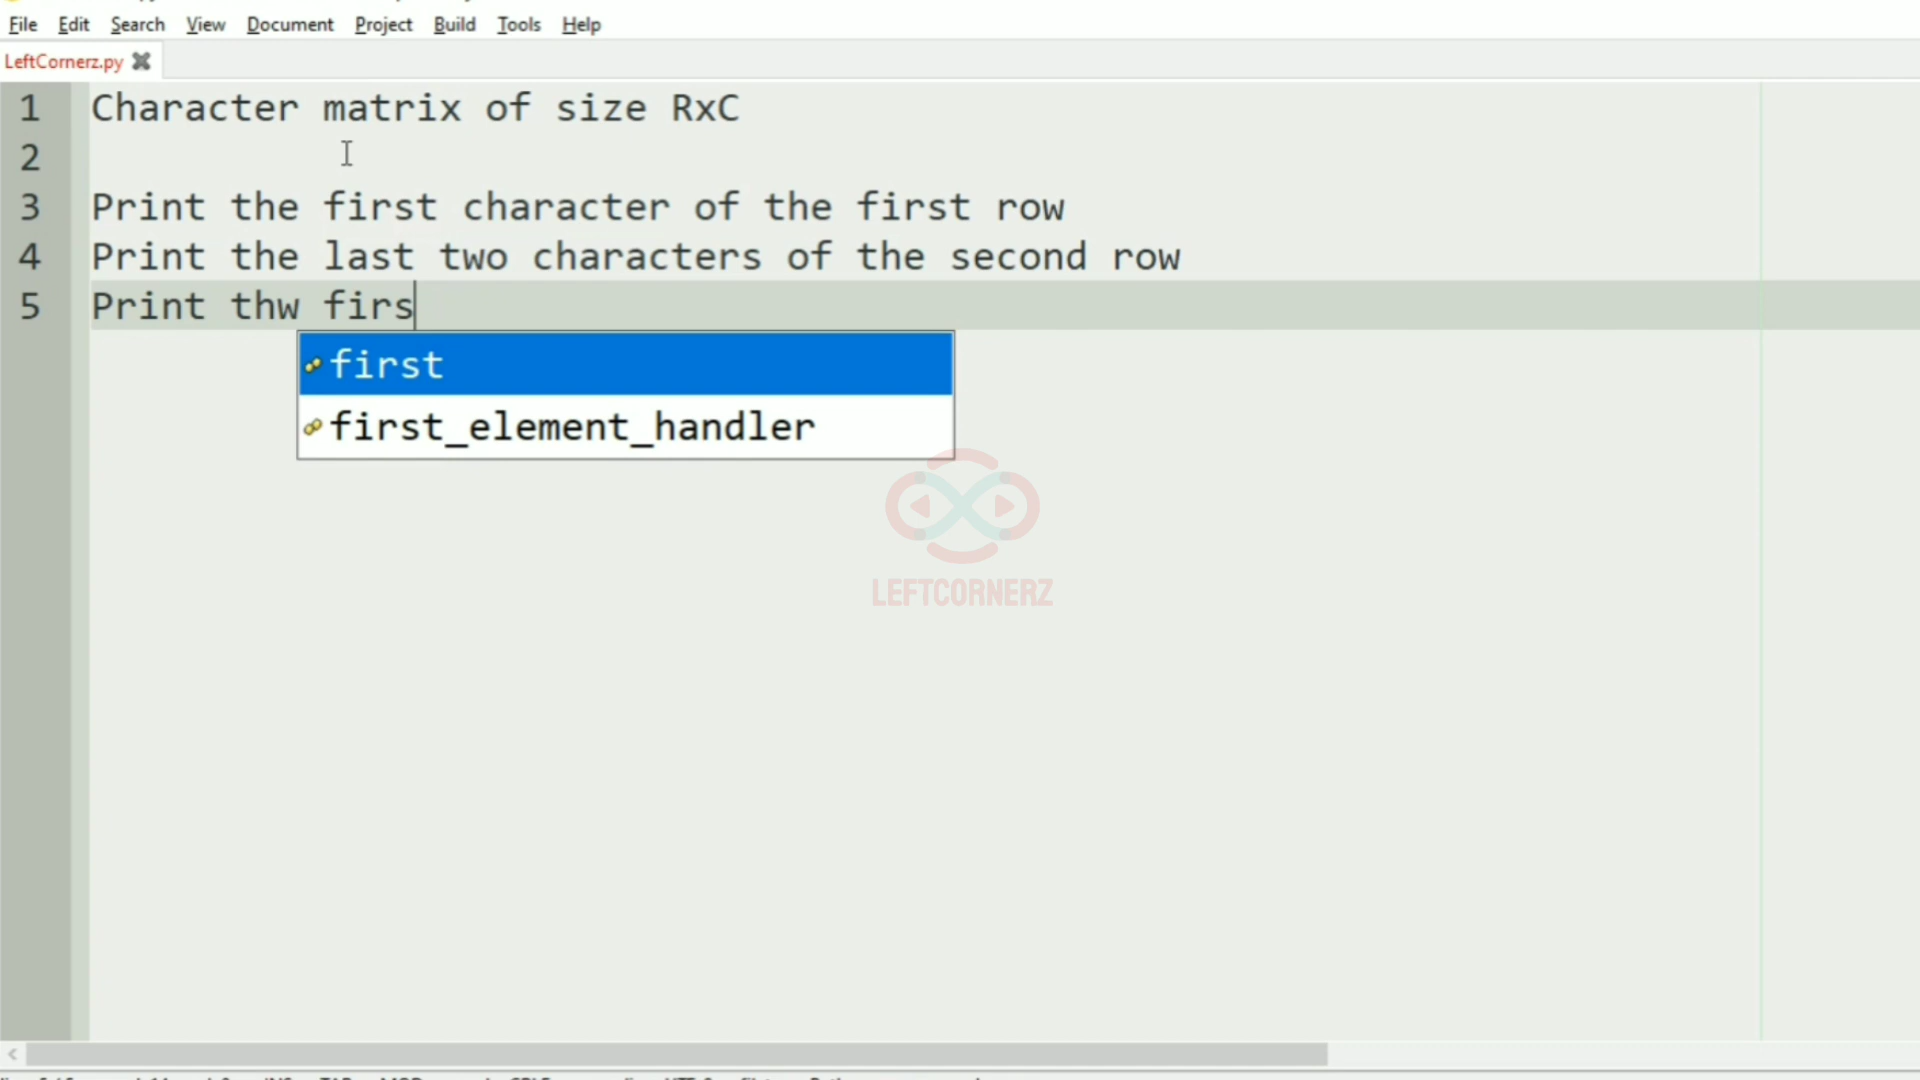 File Edit Search View Document Project Build Tools Help
LeftCornerz.py
1 Character matrix of size RxC
2
3 Print the first character of the first row
4 Print the last two characters of the second row
5 Print thw firs
first
first_element_handler
LEFTCORNERZ